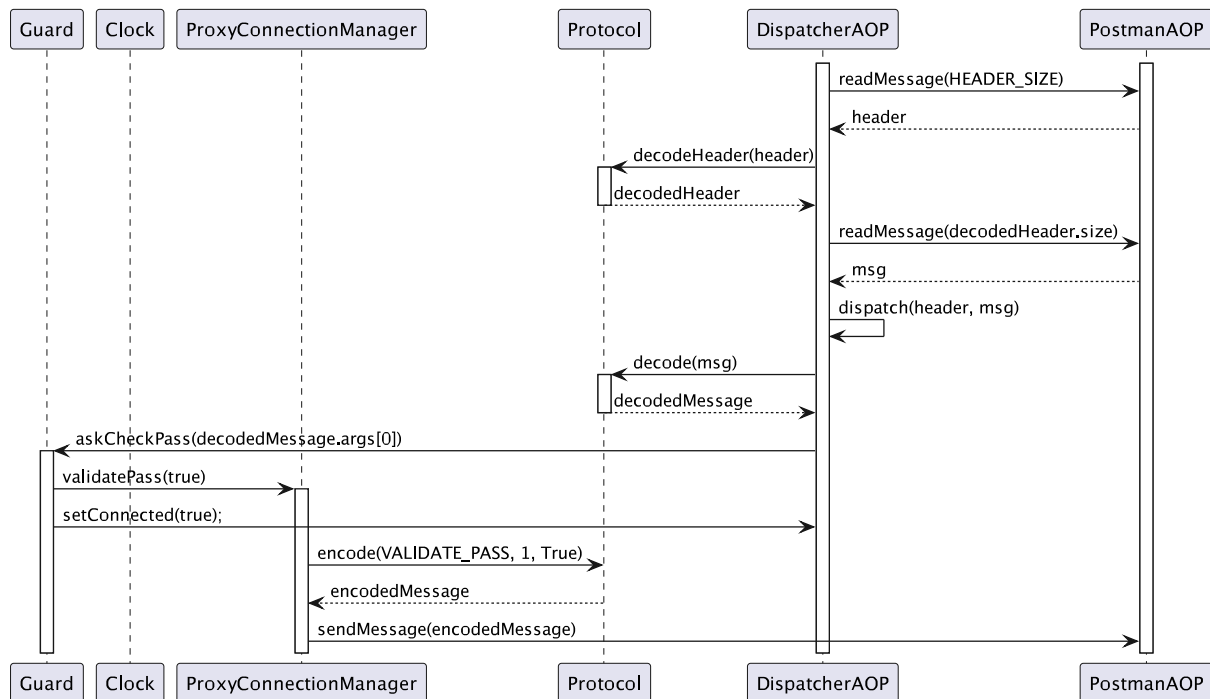 Guard Clock ProxyConnectionManager Protocol DispatcherAOP PostmanAOP
readMessage(HEADER_SIZE)
header
decodeHeader(header)
decodedHeader
readMessage(decodedHeader.size)
msg
dispatch(header, msg)
decode(msg)
decodedMessage
askCheckPass(decodedMessage.args[0])
validatePass(true)
setConnected(true);
encode(VALIDATE_PASS, 1, True)
encodedMessage
sendMessage(encodedMessage)
Guard Clock ProxyConnectionManager Protocol DispatcherAOP PostmanAOP